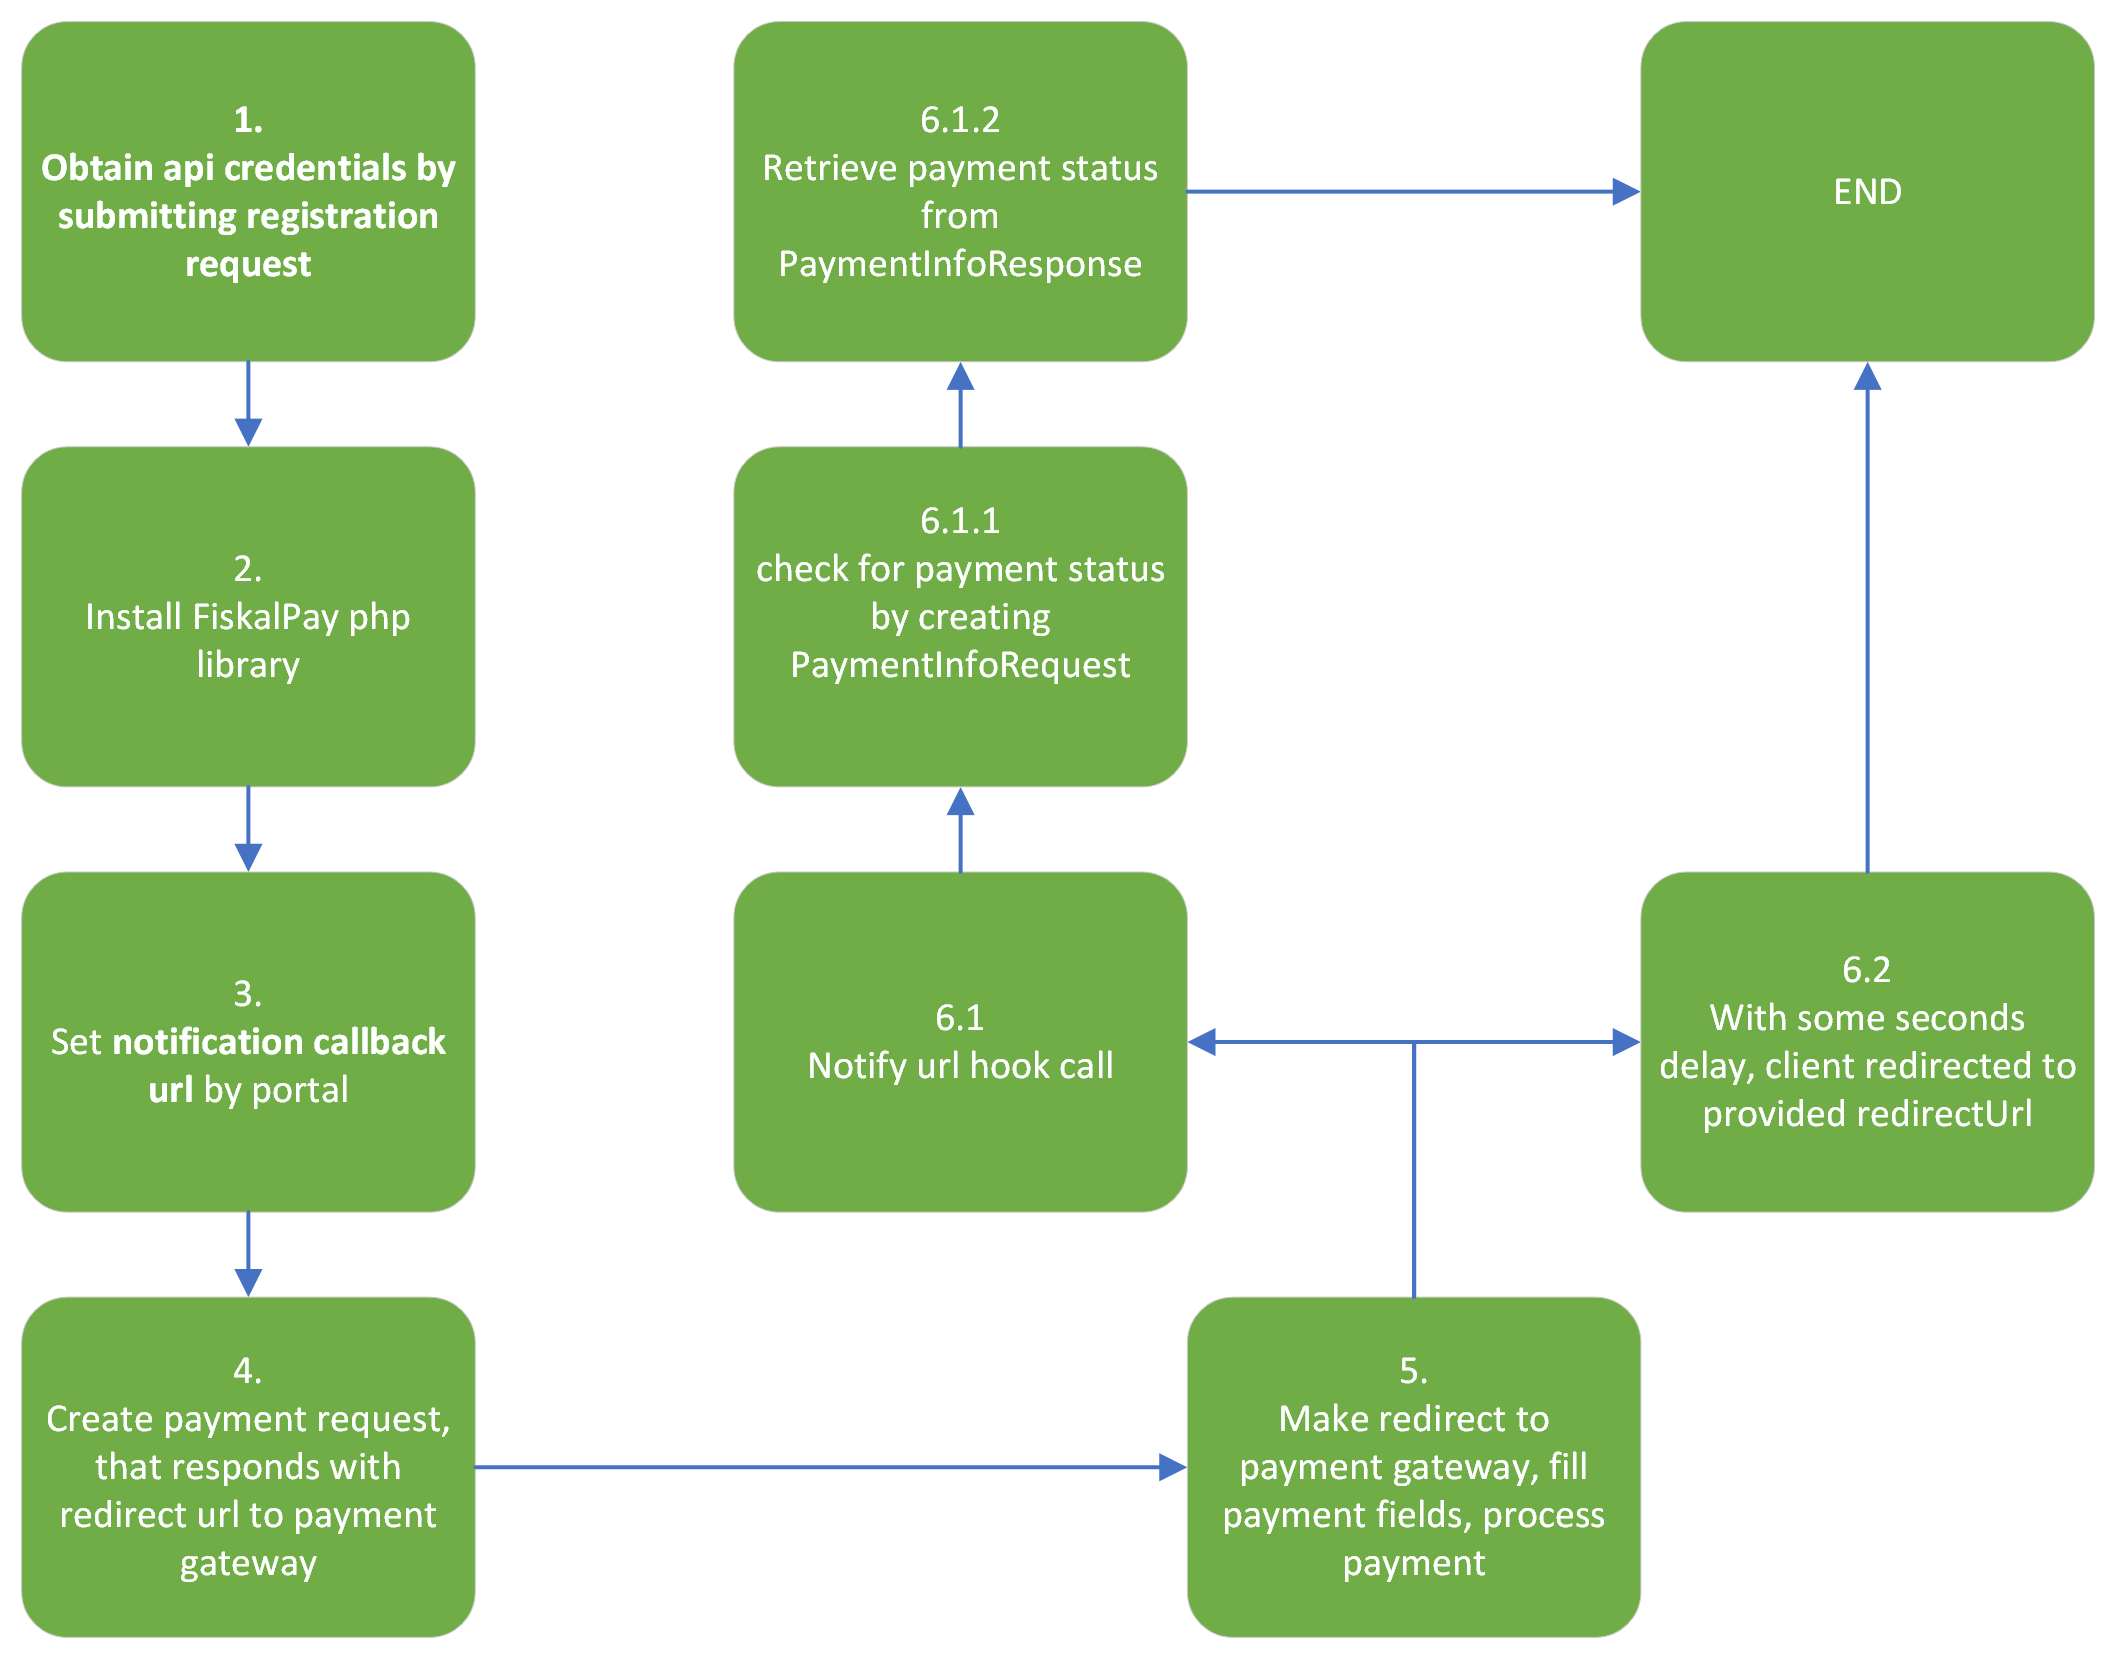 1.
Obtain api credentials by
submitting registration
request
2.
Install FiskalPay php
library
3.
Set notification callback
url by portal
4.
Create payment request,
that responds with
redirect url to payment
gateway
5.
Make redirect to
payment gateway, fill
payment fields, process
payment
6.1
Notify url hook call
6.1.1
check for payment status
by creating
PaymentInfoRequest
6.1.2
Retrieve payment status
from
PaymentInfoResponse
6.2
With some seconds
delay, client redirected to
provided redirectUrl
END